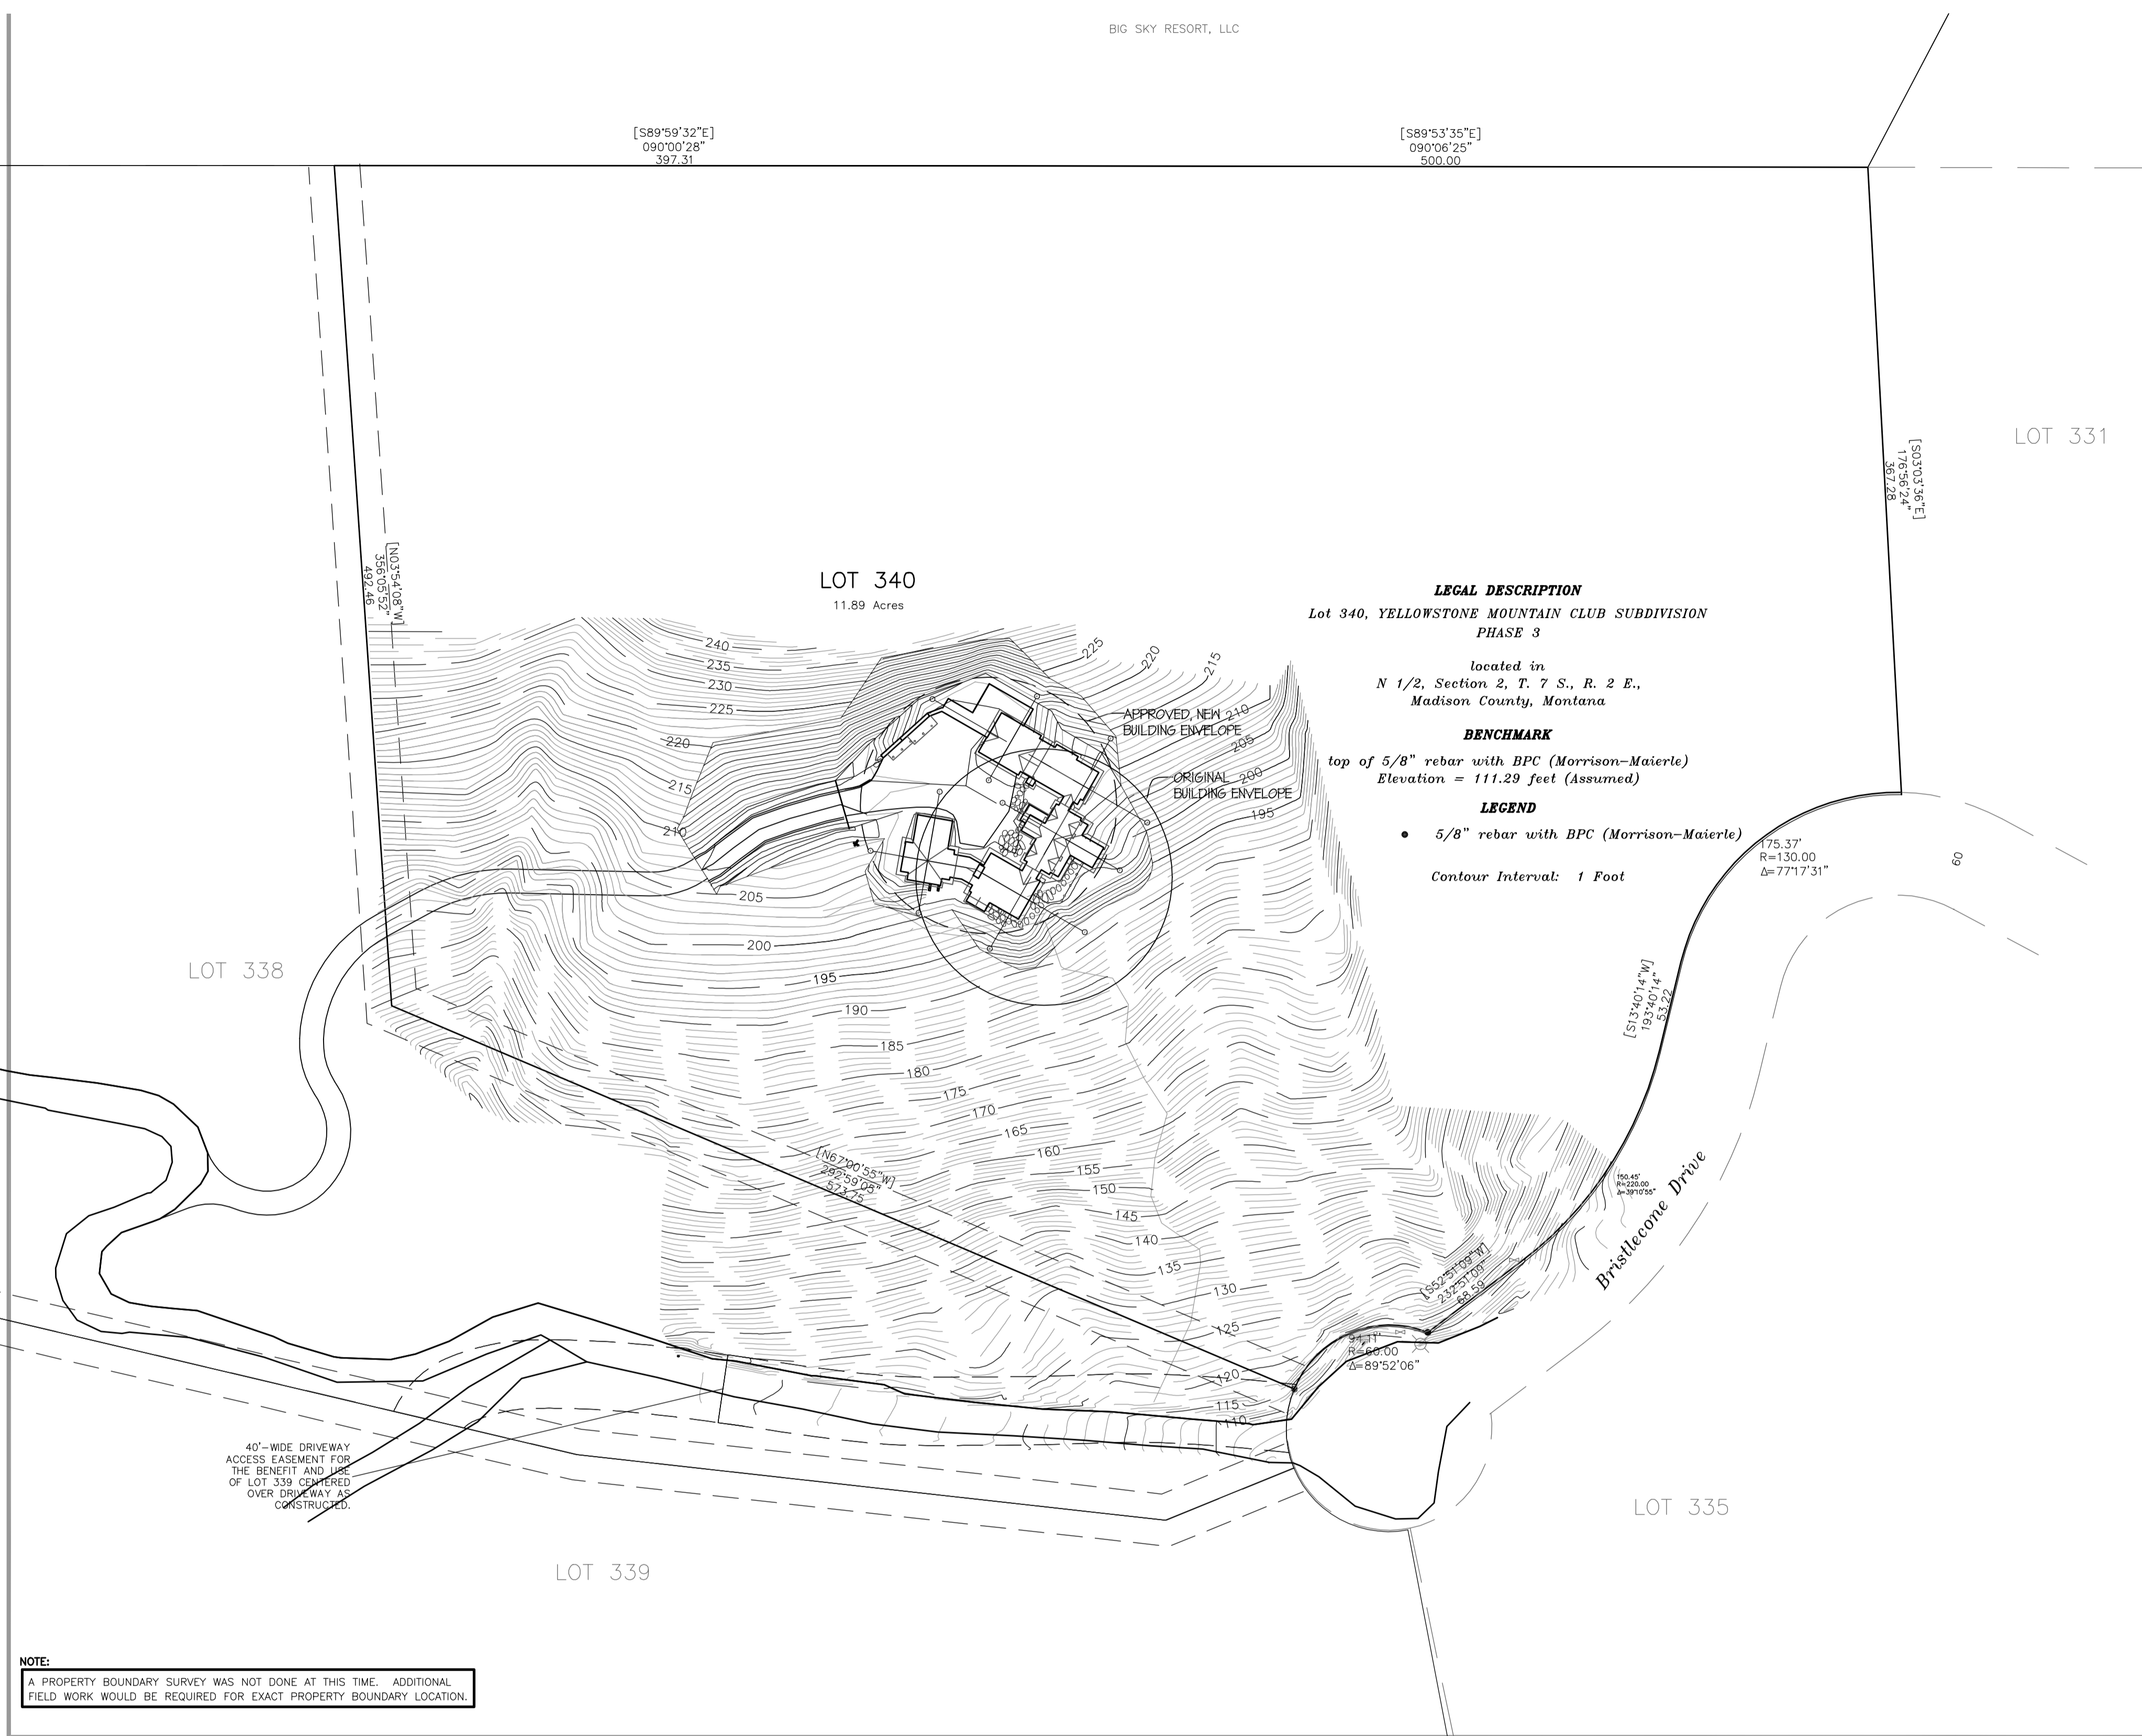 BIG SKY RESORT, LLC
[S89°59'32"E]
090°00'28"
397.31
[S89°53'35"E]
090°06'25"
500.00
LOT 331
[S03°03'36"E]
176°56'24"
367.28
[N03°54'08"W]
356°05'52"
492.46
LOT 340
11.89 Acres
LEGAL DESCRIPTION
Lot 340, YELLOWSTONE MOUNTAIN CLUB SUBDIVISION
PHASE 3
located in
N 1/2, Section 2, T. 7 S., R. 2 E.,
Madison County, Montana
BENCHMARK
top of 5/8" rebar with BPC (Morrison-Maierle)
Elevation = 111.29 feet (Assumed)
LEGEND
5/8" rebar with BPC (Morrison-Maierle)
Contour Interval: 1 Foot
240
235
230
225
220
215
210
205
200
195
190
185
180
175
170
165
160
155
150
145
140
135
130
125
120
115
110
225
220
215
210
205
200
195
APPROVED, NEW
BUILDING ENVELOPE
ORIGINAL
BUILDING ENVELOPE
175.37'
R=130.00
Δ=77°17'31"
60
LOT 338
[S13°40'14"W]
193°40'14"
53.22
[N67°00'55"W]
292°59'05"
573.75
150.45'
R=220.00
Δ=39°10'55"
Bristlecone Drive
[S52°51'09"W]
232°51'09"
68.59
94.11'
R=60.00
Δ=89°52'06"
40'-WIDE DRIVEWAY
ACCESS EASEMENT FOR
THE BENEFIT AND USE
OF LOT 339 CENTERED
OVER DRIVEWAY AS
CONSTRUCTED.
LOT 335
LOT 339
NOTE:
A PROPERTY BOUNDARY SURVEY WAS NOT DONE AT THIS TIME. ADDITIONAL
FIELD WORK WOULD BE REQUIRED FOR EXACT PROPERTY BOUNDARY LOCATION.